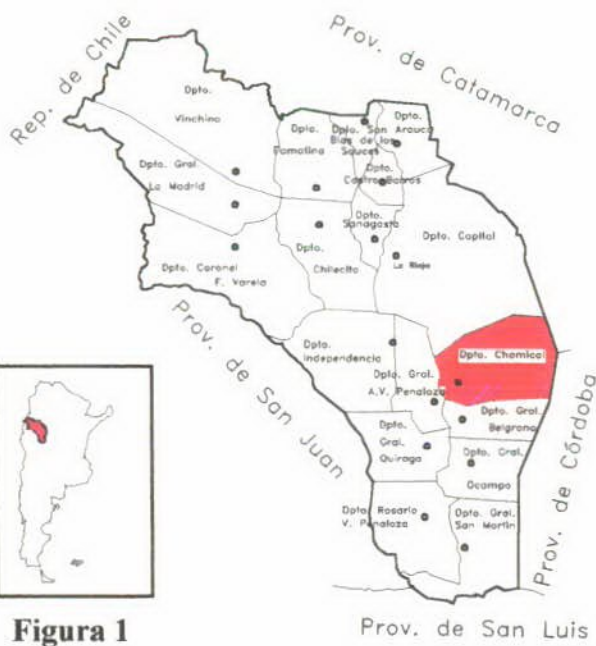 Rep. de Chile
Prov. de Catamarca
Dpto.
Vinchina
Dpto.
Famatina
Dpto. San
Blas de los
Sauces
Dpto.
Arauco
Dpto. Gral
La Madrid
Dpto.
Castro Barros
Dpto.
Sanagasta
Dpto. Capital
La Rioja
Dpto.
Chilecito
Dpto. Coronel
F. Varela
Dpto.
Independencia
Dpto. Chamical
Dpto. Gral.
A.V. Penaloza
Dpto. Gral.
Belgrano
Dpto.
Gral.
Quiroga
Dpto. Gral.
Ocampo
Dpto. Rosario
V. Penaloza
Dpto. Gral.
San Martin
Prov. de San Juan
Prov. de Córdoba
Prov. de San Luis
Figura 1